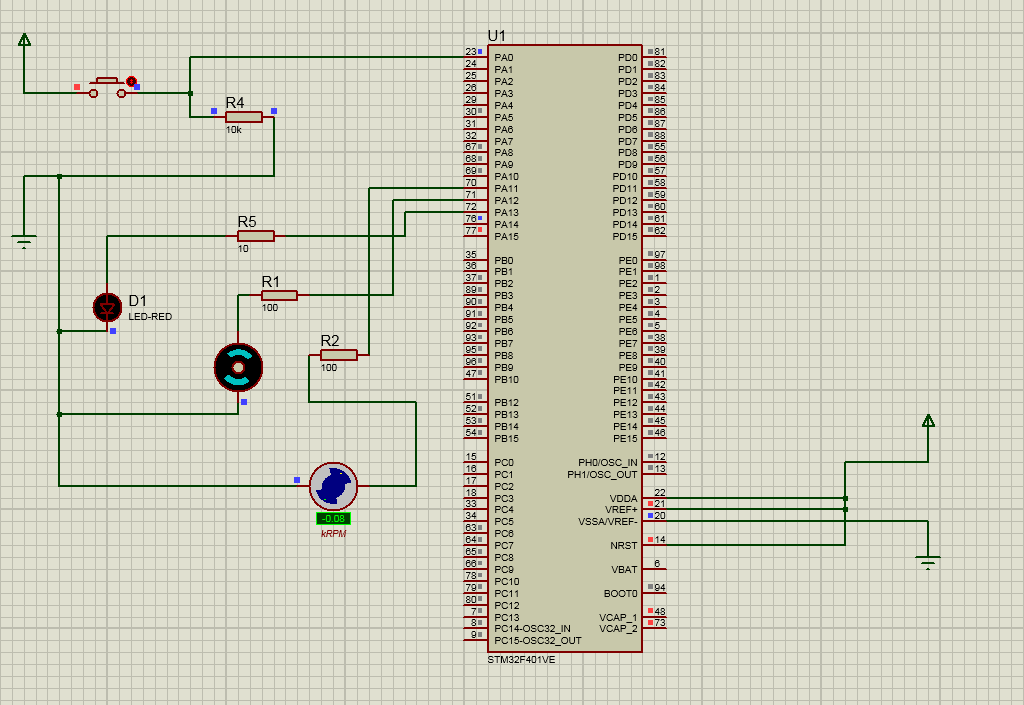 U1
23 PA0 PD0 81
24 PA1 PD1 82
25 PA2 PD2 83
26 PA3 PD3 84
29 PA4 PD4 85
30 PA5 PD5 86
31 PA6 PD6 87
32 PA7 PD7 88
67 PA8 PD8 55
68 PA9 PD9 56
69 PA10 PD10 57
70 PA11 PD11 58
71 PA12 PD12 59
72 PA13 PD13 60
76 PA14 PD14 61
77 PA15 PD15 62
35 PB0 PE0 97
36 PB1 PE1 98
37 PB2 PE2 1
89 PB3 PE3 2
90 PB4 PE4 3
91 PB5 PE5 4
92 PB6 PE6 5
93 PB7 PE7 38
95 PB8 PE8 39
96 PB9 PE9 40
47 PB10 PE10 41
PE11 42
51 PB12 PE12 43
52 PB13 PE13 44
53 PB14 PE14 45
54 PB15 PE15 46
15 PC0 PH0/OSC_IN 12
16 PC1 PH1/OSC_OUT 13
17 PC2
18 PC3 VDDA 22
33 PC4 VREF+ 21
34 PC5 VSSA/VREF- 20
63 PC6
64 PC7 NRST 14
65 PC8
66 PC9 VBAT 6
78 PC10
79 PC11 BOOT0 94
80 PC12
7 PC13 VCAP_1 48
8 PC14-OSC32_IN VCAP_2 73
9 PC15-OSC32_OUT
STM32F401VE
R4
10k
R5
10
R1
100
D1
LED-RED
R2
100
-0.08
kRPM